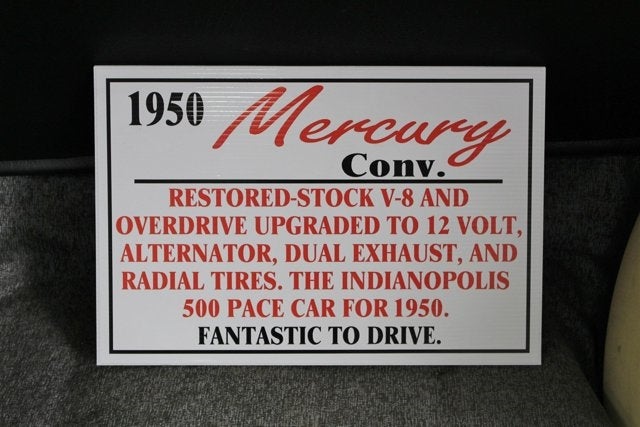 1950 Mercury
Conv.
RESTORED-STOCK V-8 AND
OVERDRIVE UPGRADED TO 12 VOLT,
ALTERNATOR, DUAL EXHAUST, AND
RADIAL TIRES. THE INDIANOPOLIS
500 PACE CAR FOR 1950.
FANTASTIC TO DRIVE.